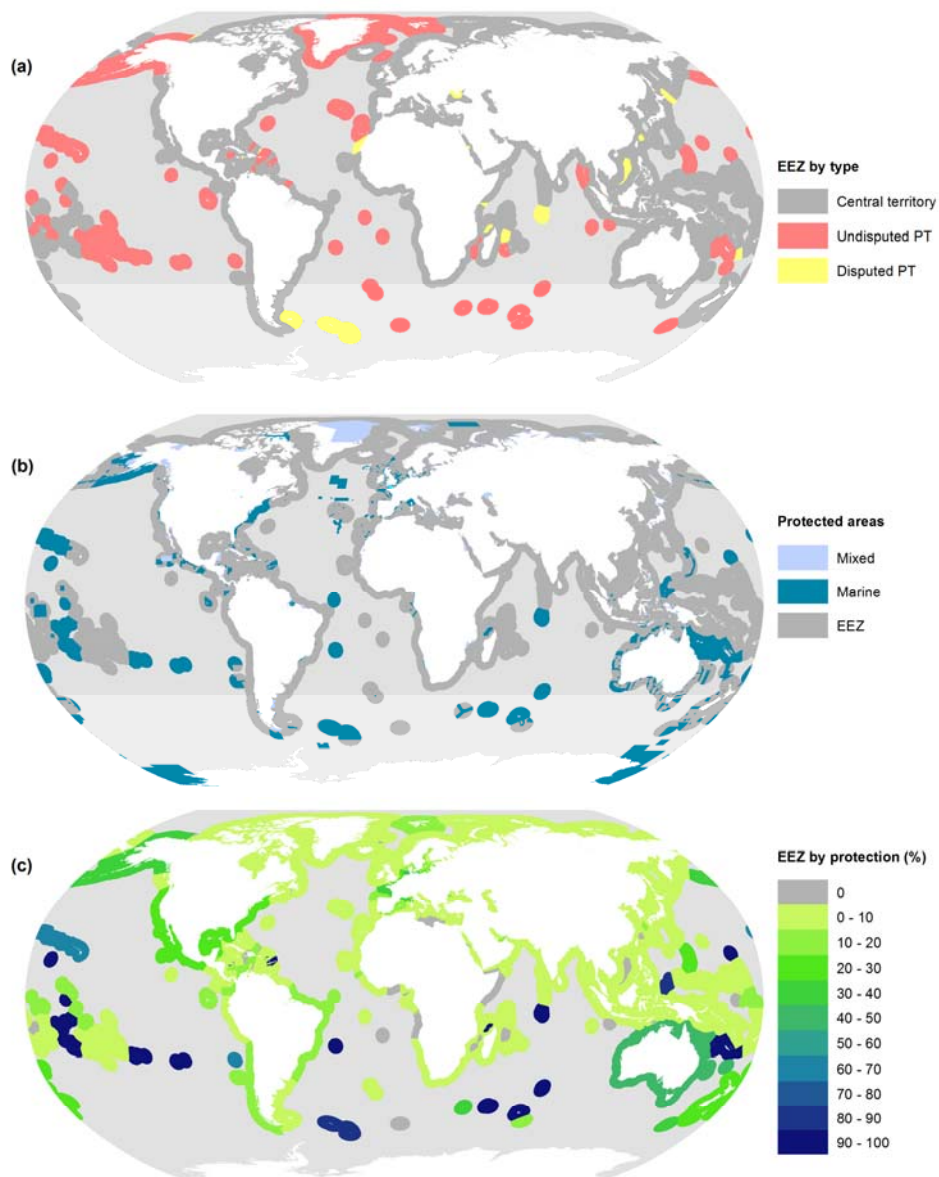 (a)
EEZ by type
Central territory
Undisputed PT
Disputed PT
(b)
Protected areas
Mixed
Marine
EEZ
(c)
EEZ by protection (%)
0
0 - 10
10 - 20
20 - 30
30 - 40
40 - 50
50 - 60
60 - 70
70 - 80
80 - 90
90 - 100